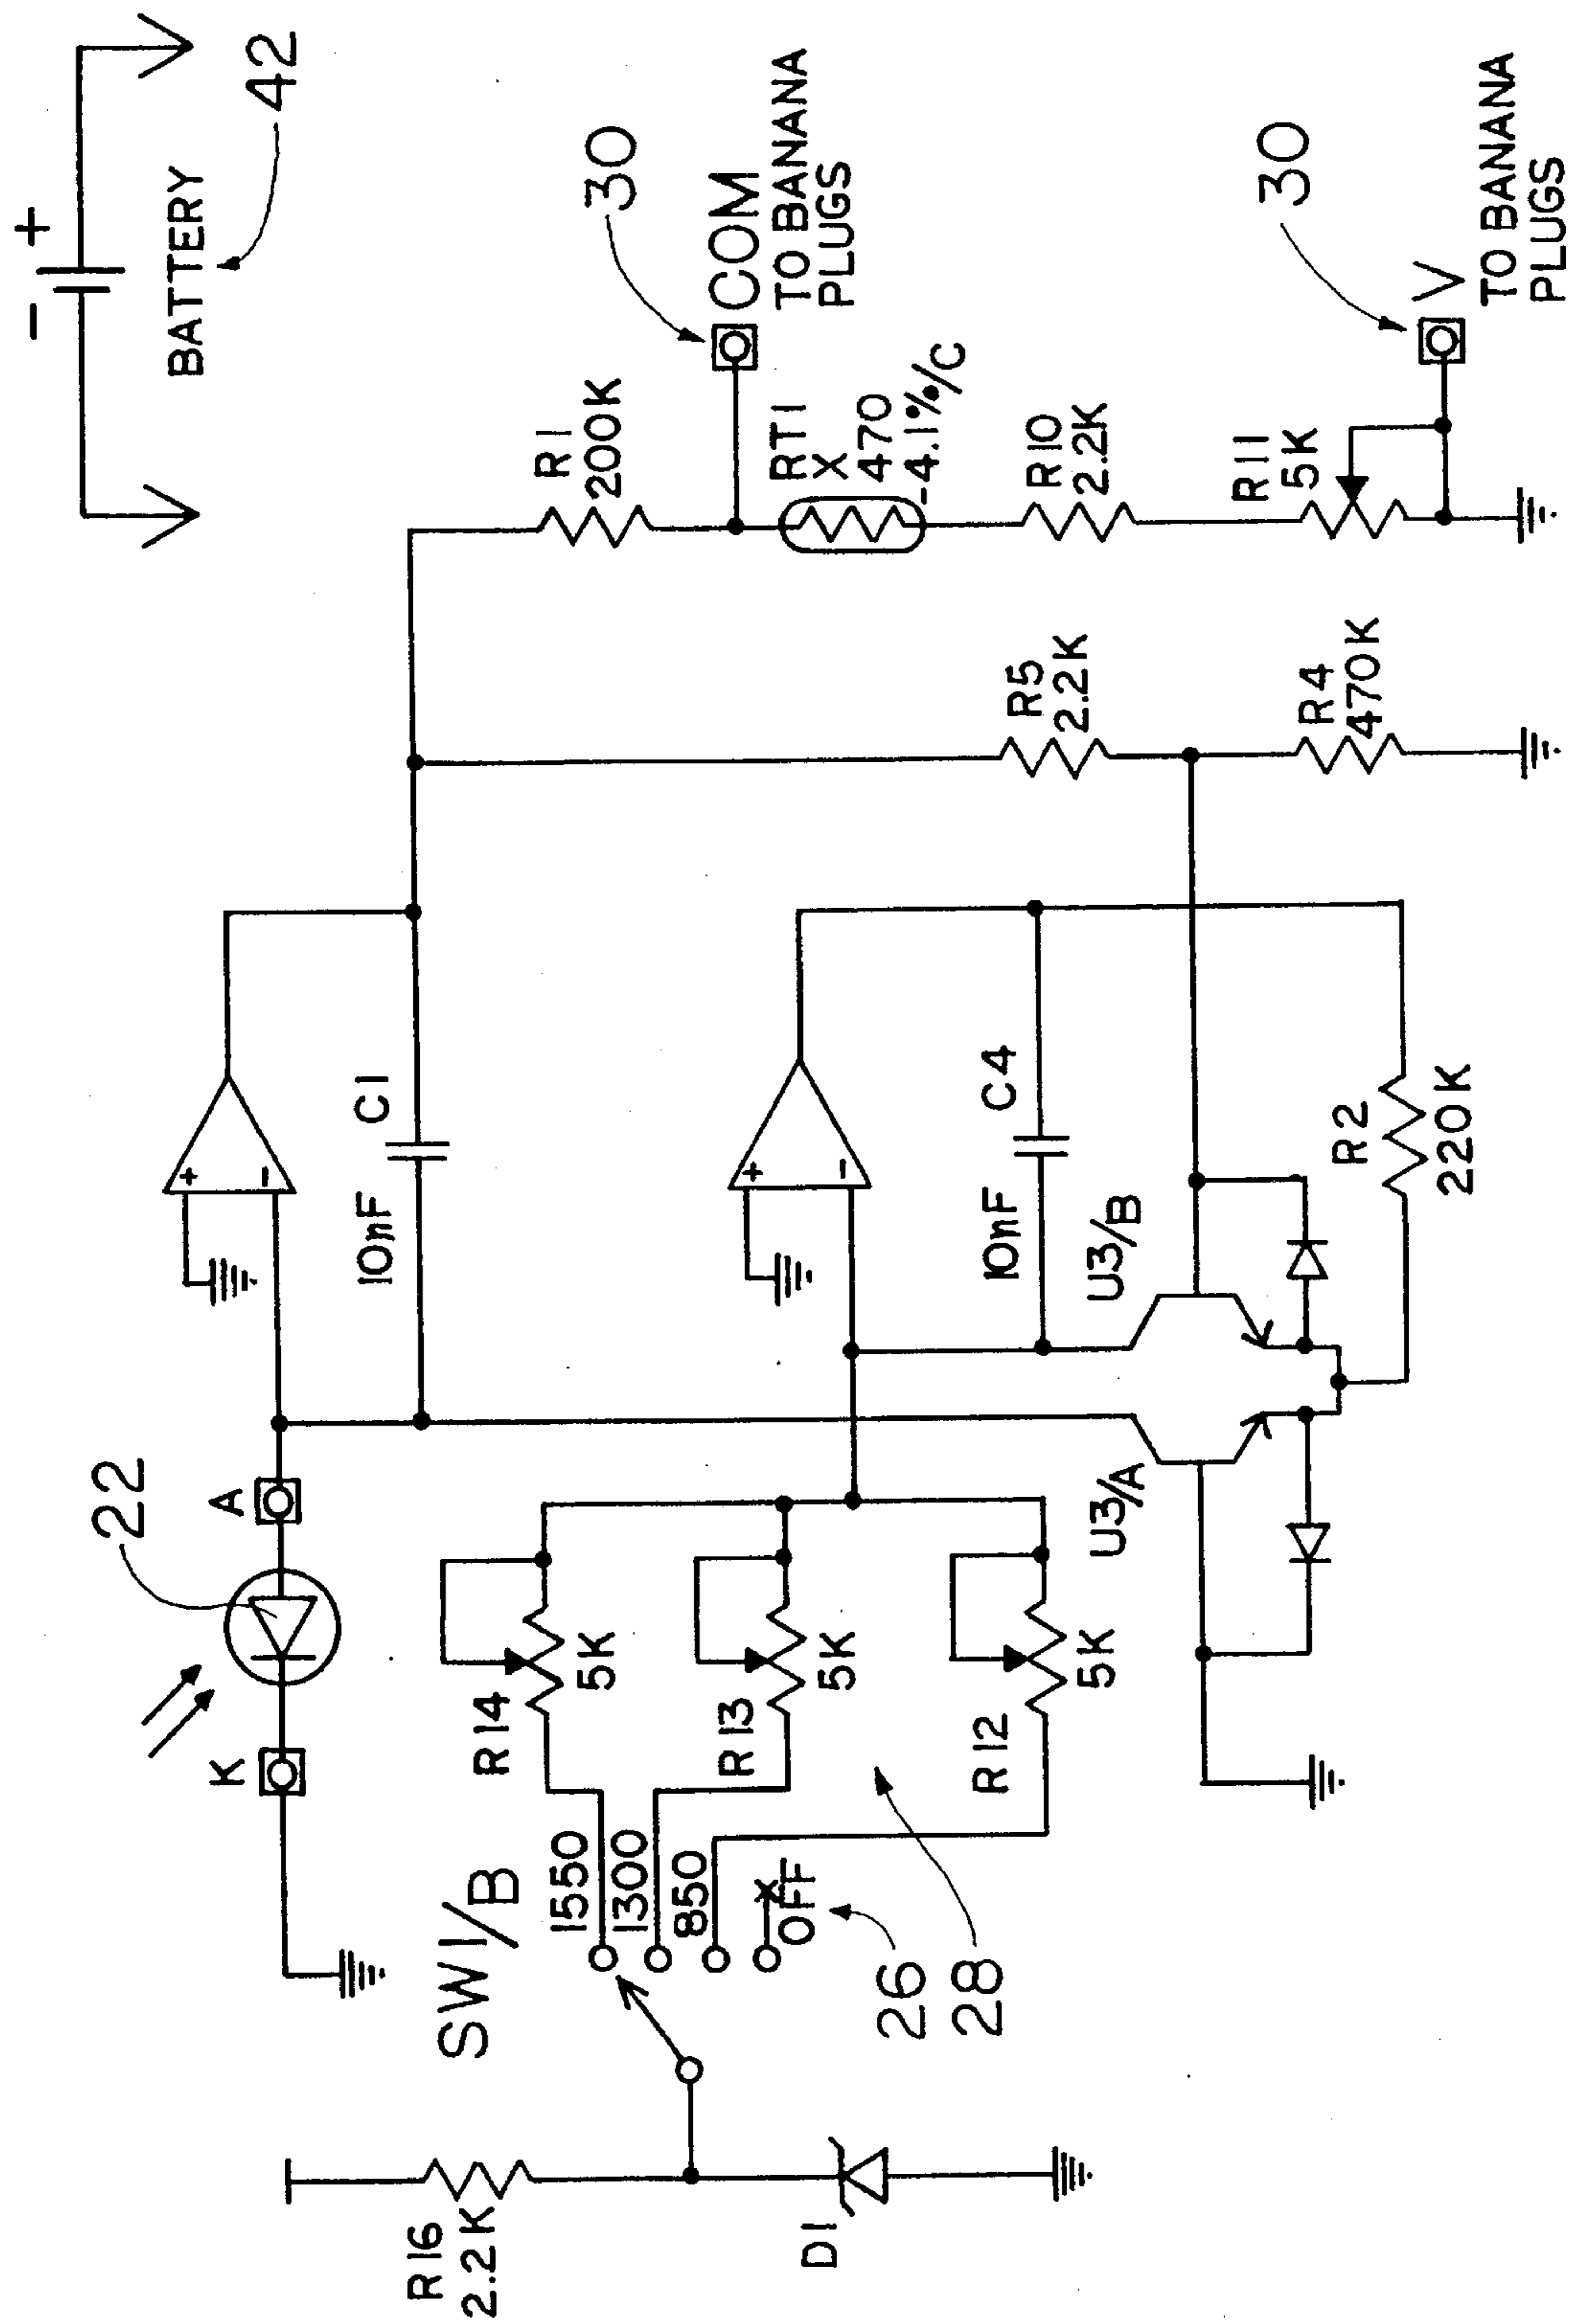 - +
BATTERY
42
22
K
A
+
-
C1
10nF
R1
200K
30
COM
TO BANANA
PLUGS
RT1
X
470
-4.1%/C
R10
2.2K
R11
5K
30
V
TO BANANA
PLUGS
R5
2.2K
R4
470K
R16
2.2K
D1
SW1/B
1550
1300
850
X
OFF
26
28
R14
5K
R13
5K
R12
5K
+
-
C4
10nF
U3/A
U3/B
R2
220K